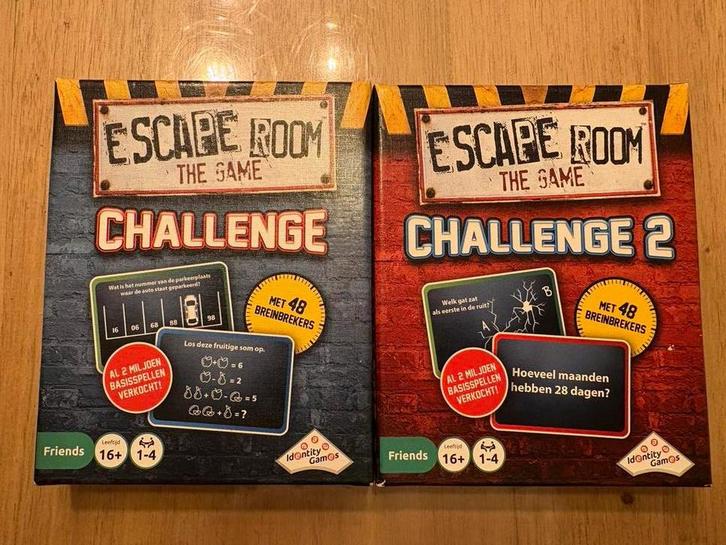 ESCAPE ROOM
THE GAME
CHALLENGE
Wat is het nummer van de parkeerplaats
waar de auto staat geparkeerd?
16 06 68 88 98
MET 48
BREINBREKERS
Los deze fruitige som op.
+ = 6
- = 2
+ - = 5
+ = ?
AL 2 MILJOEN
BASISSPELLEN
VERKOCHT!
Friends
Leeftijd
16+
1-4
Identity
Games
ESCAPE ROOM
THE GAME
CHALLENGE 2
Welk gat zat
als eerste in de ruit?
A
B
MET 48
BREINBREKERS
AL 2 MILJOEN
BASISSPELLEN
VERKOCHT!
Hoeveel maanden
hebben 28 dagen?
Friends
Leeftijd
16+
1-4
Identity
Games